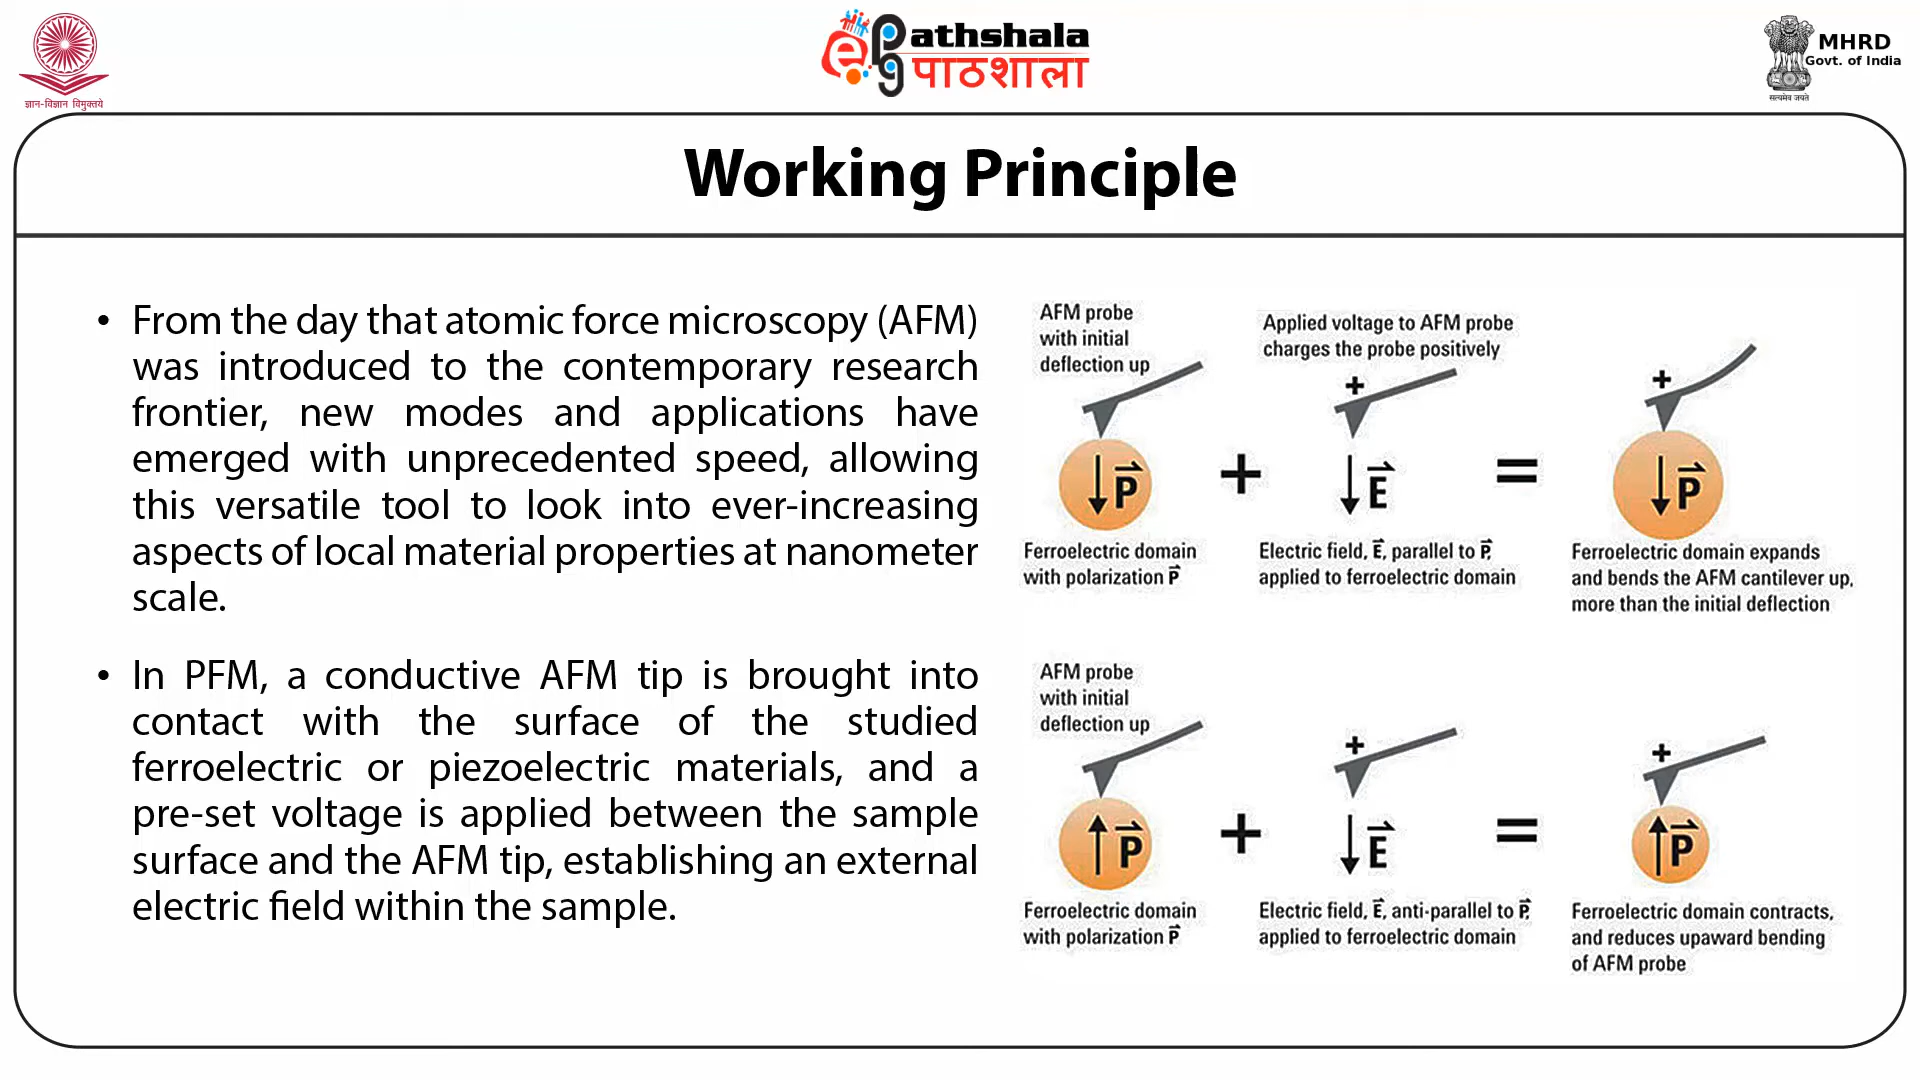 ज्ञान-विज्ञान विमुक्तये
ePathshala
पाठशाला
MHRD
Govt. of India
सत्यमेव जयते
Working Principle
• From the day that atomic force microscopy (AFM)
was introduced to the contemporary research
frontier, new modes and applications have
emerged with unprecedented speed, allowing
this versatile tool to look into ever-increasing
aspects of local material properties at nanometer
scale.
• In PFM, a conductive AFM tip is brought into
contact with the surface of the studied
ferroelectric or piezoelectric materials, and a
pre-set voltage is applied between the sample
surface and the AFM tip, establishing an external
electric field within the sample.
AFM probe
with initial
deflection up
Applied voltage to AFM probe
charges the probe positively
+
+
↓P⃗
+
↓E⃗
=
↓P⃗
Ferroelectric domain
with polarization P⃗
Electric field, E⃗, parallel to P⃗,
applied to ferroelectric domain
Ferroelectric domain expands
and bends the AFM cantilever up,
more than the initial deflection
AFM probe
with initial
deflection up
+
+
↑P⃗
+
↓E⃗
=
↑P⃗
Ferroelectric domain
with polarization P⃗
Electric field, E⃗, anti-parallel to P⃗,
applied to ferroelectric domain
Ferroelectric domain contracts,
and reduces upaward bending
of AFM probe